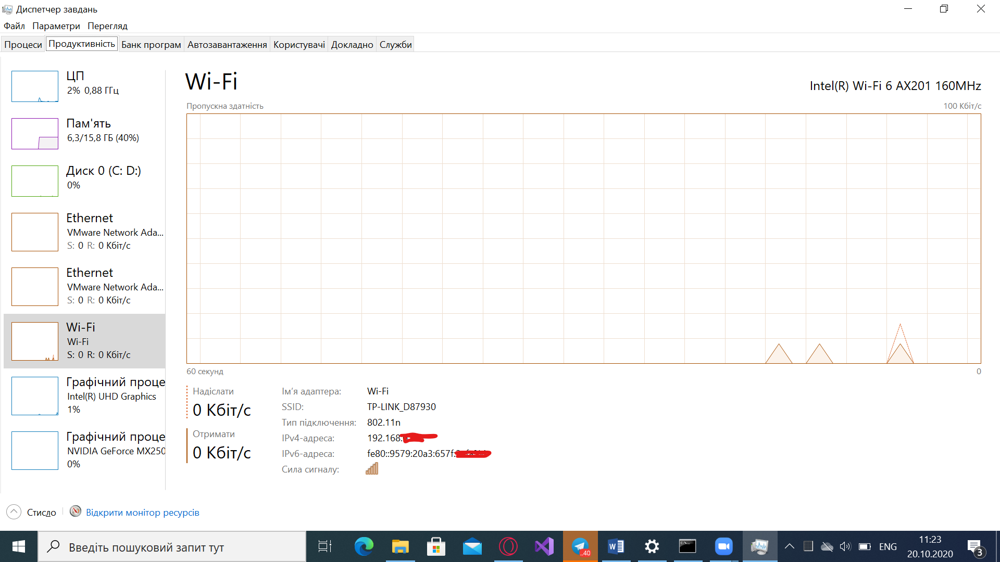 Диспетчер завдань
Файл Параметри Перегляд
Процеси Продуктивність Банк програм Автозавантаження Користувачі Докладно Служби
ЦП
2% 0,88 ГГц
Пам'ять
6,3/15,8 ГБ (40%)
Диск 0 (C: D:)
0%
Ethernet
VMware Network Ada...
S: 0 R: 0 Кбіт/с
Ethernet
VMware Network Ada...
S: 0 R: 0 Кбіт/с
Wi-Fi
Wi-Fi
S: 0 R: 0 Кбіт/с
Графічний проце
Intel(R) UHD Graphics
1%
Графічний проце
NVIDIA GeForce MX250
0%
Wi-Fi
Intel(R) Wi-Fi 6 AX201 160MHz
Пропускна здатність
100 Кбіт/с
60 секунд
0
Надіслати
0 Кбіт/с
Отримати
0 Кбіт/с
Ім’я адаптера: Wi-Fi
SSID: TP-LINK_D87930
Тип підключення: 802.11n
IPv4-адреса: 192.168.
IPv6-адреса: fe80::9579:20a3:657f:
Сила сигналу:
Стисло
Відкрити монітор ресурсів
Введіть пошуковий запит тут
..40
ENG
11:23
20.10.2020
3